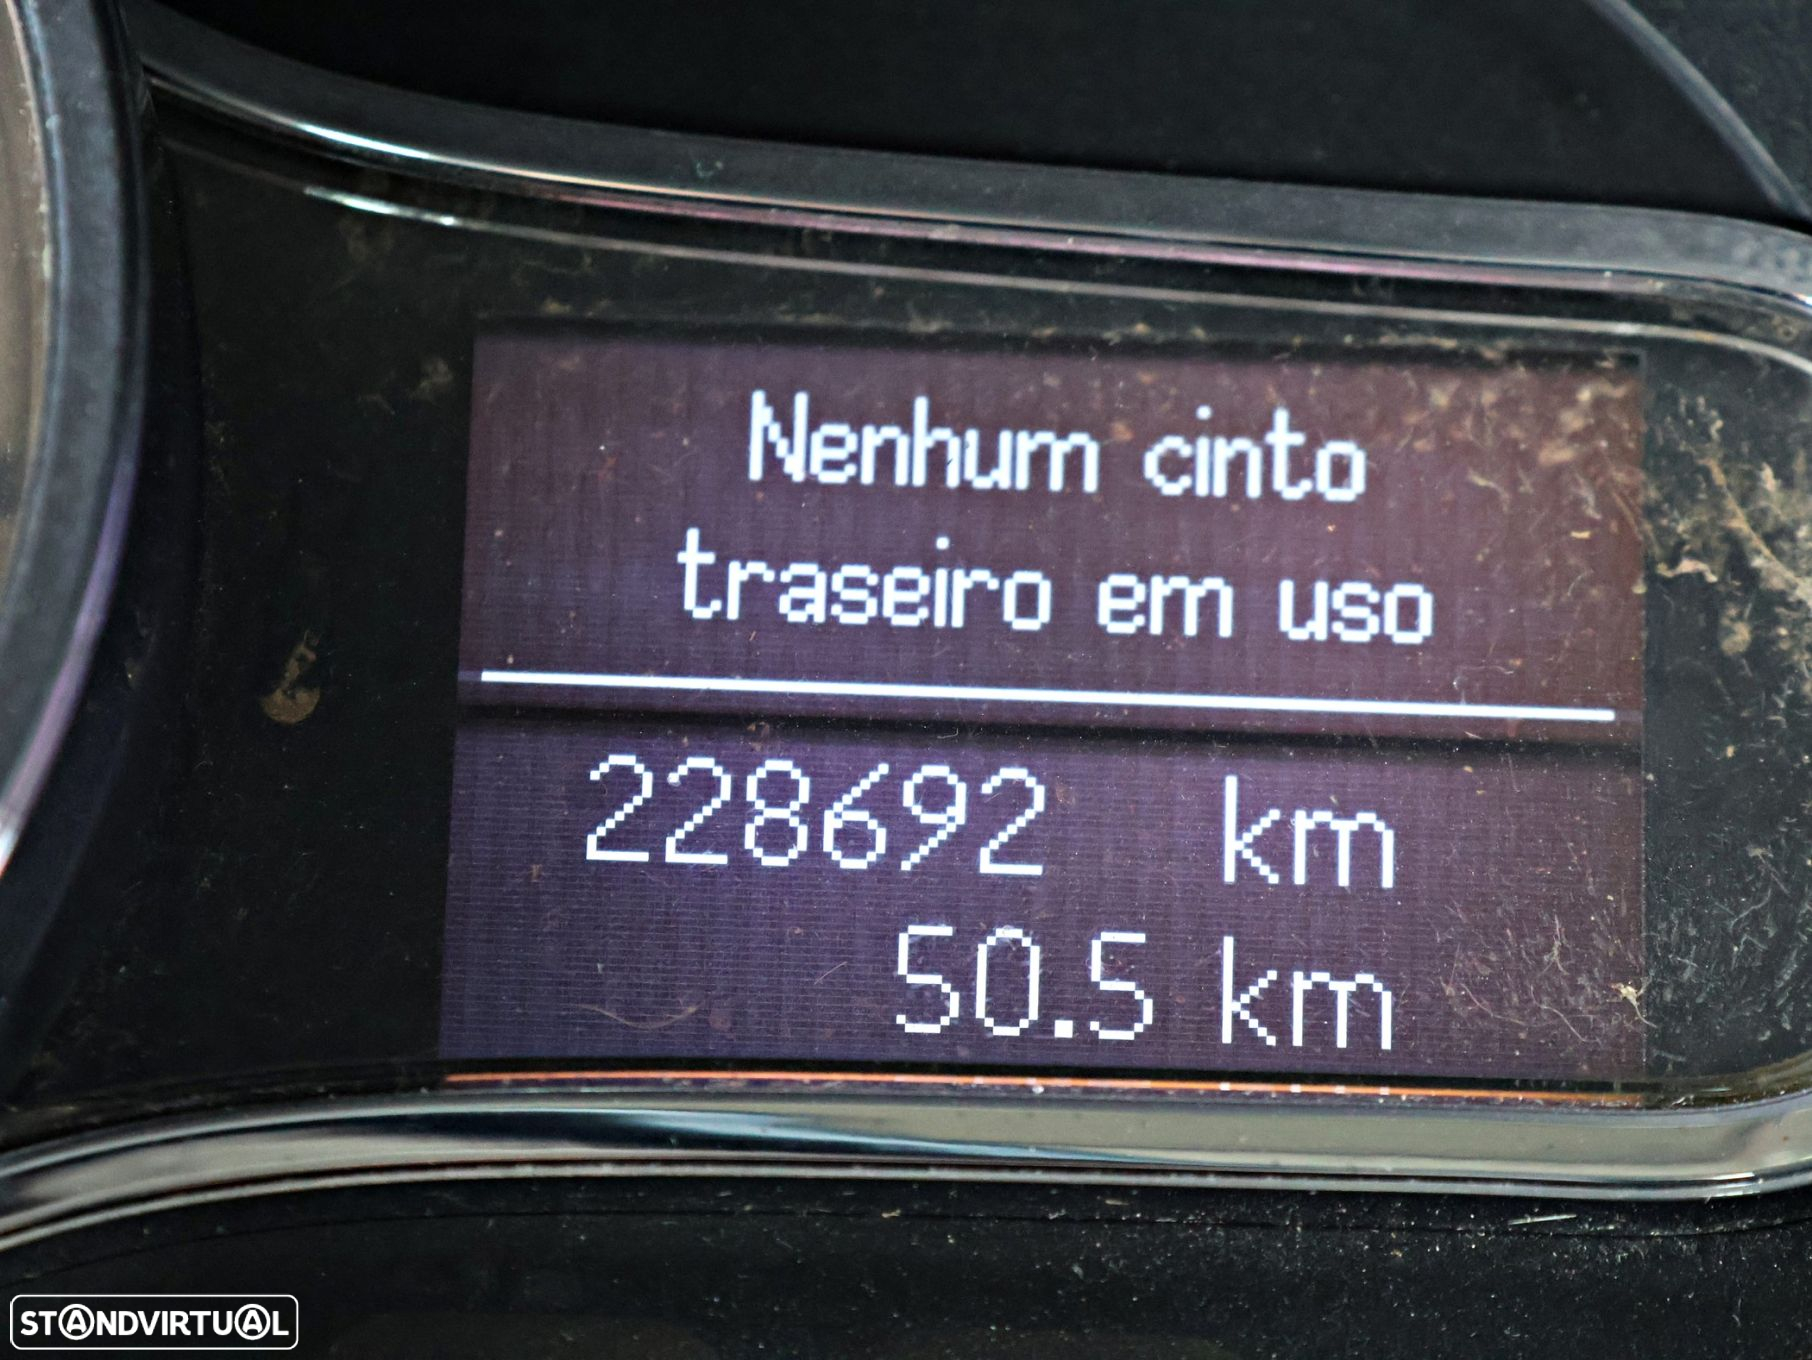 Nenhum cinto
traseiro em uso
228692 km
50.5 km
STANDVIRTUAL